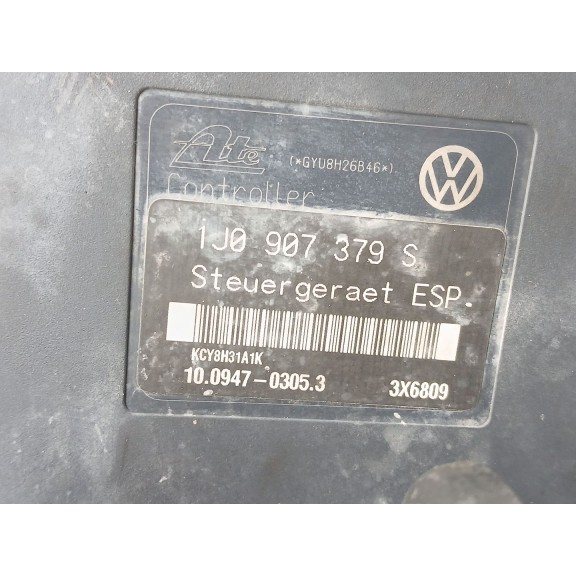 Ate (*GYU8H26B46*)
Controller
1J0 907 379 S
Steuergeraet ESP.
KCY8H31A1K
10.0947-0305.3 3X6809